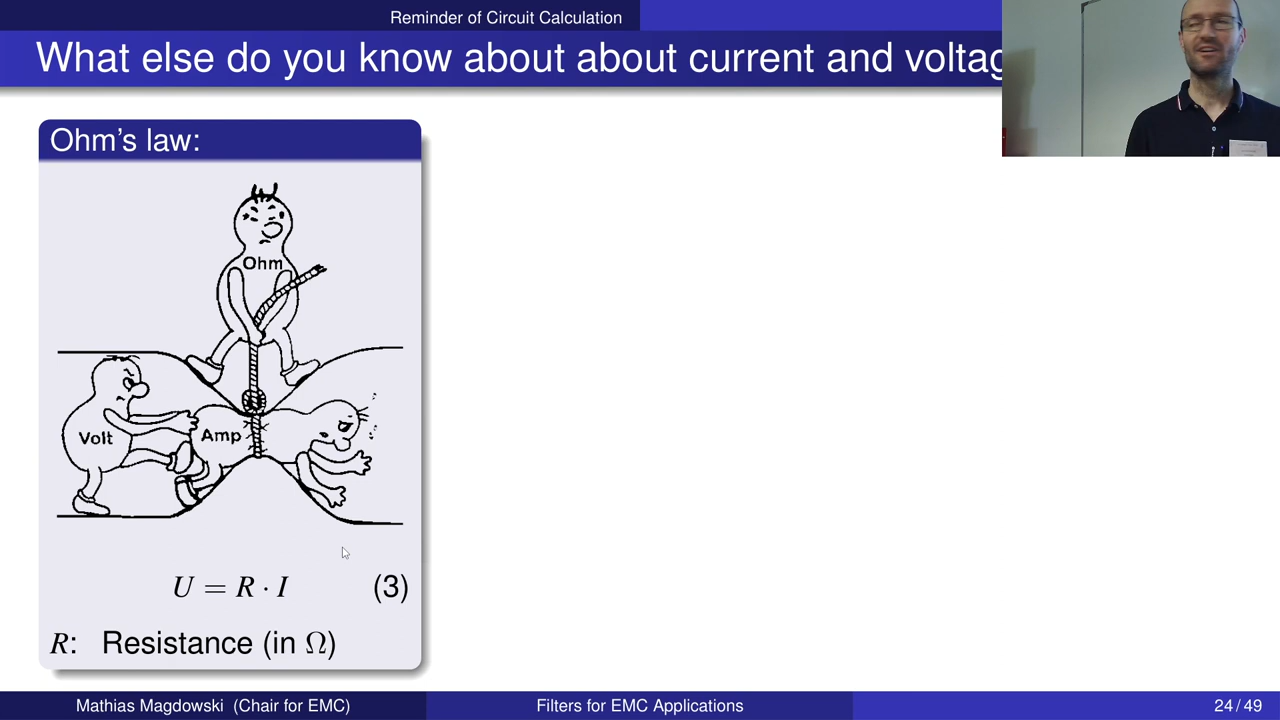 Reminder of Circuit Calculation
What else do you know about about current and voltag
Ohm's law:
Ohm
Volt
Amp
U = R · I (3)
R: Resistance (in Ω)
Mathias Magdowski (Chair for EMC)
Filters for EMC Applications
24 / 49